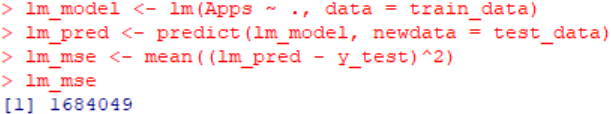 > lm_model <- lm(Apps ~ ., data = train_data)
> lm_pred <- predict(lm_model, newdata = test_data)
> lm_mse <- mean((lm_pred - y_test)^2)
> lm_mse
[1] 1684049